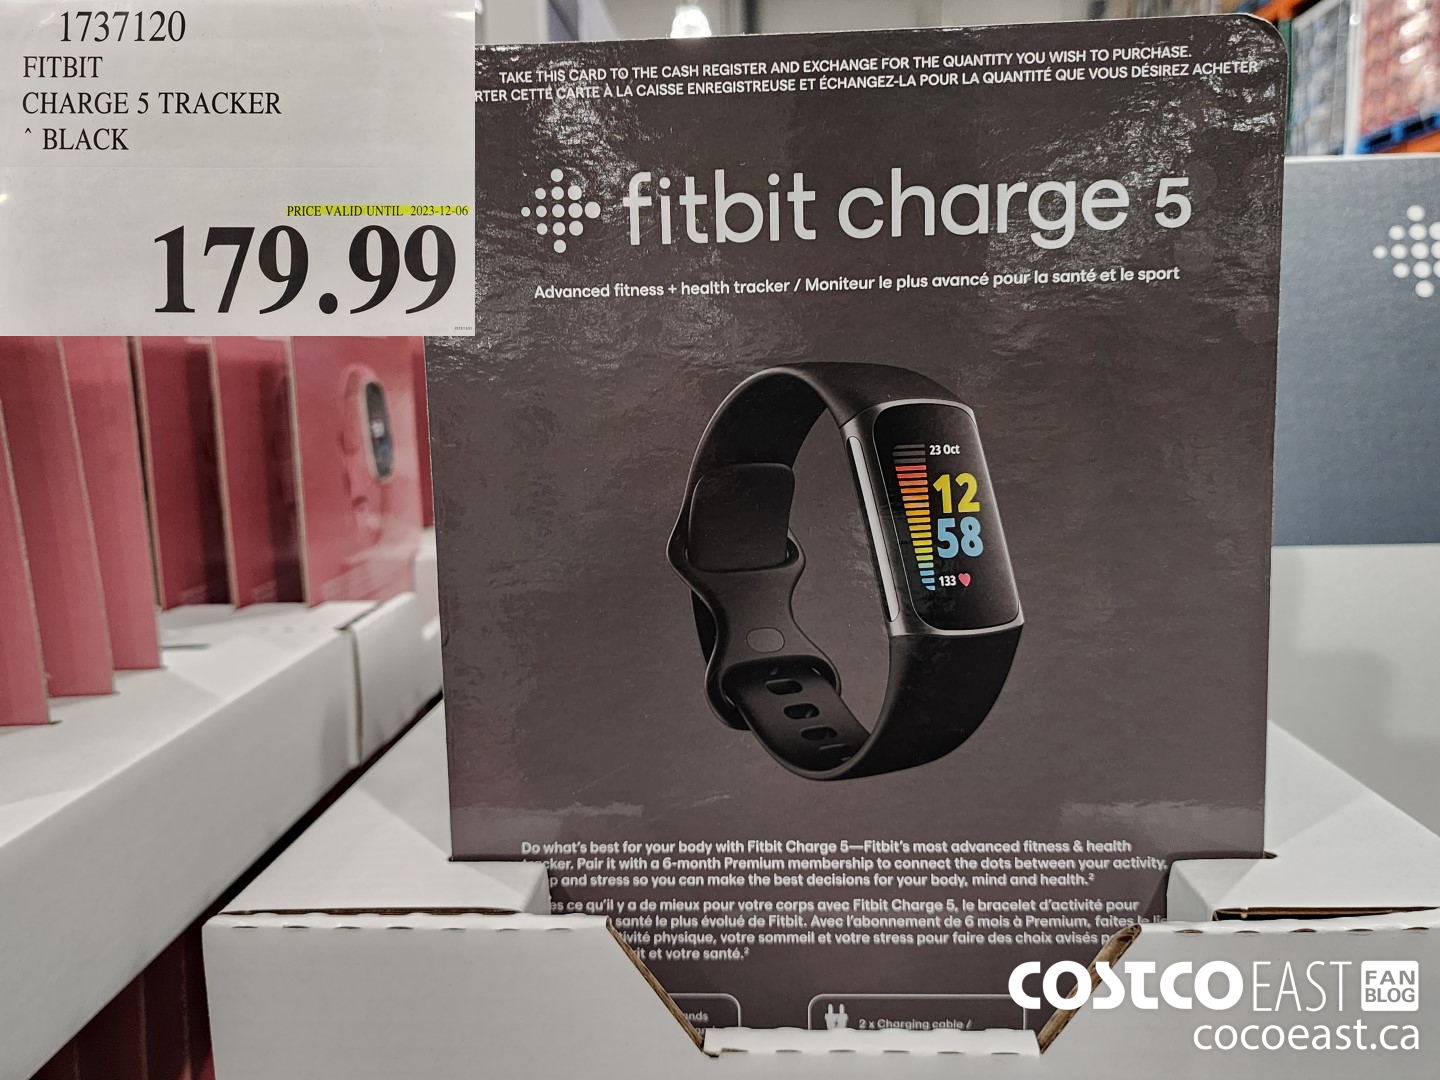 1737120
FITBIT
CHARGE 5 TRACKER
^ BLACK
PRICE VALID UNTIL 2023-12-06
179.99
TAKE THIS CARD TO THE CASH REGISTER AND EXCHANGE FOR THE QUANTITY YOU WISH TO PURCHASE.
RTER CETTE CARTE À LA CAISSE ENREGISTREUSE ET ÉCHANGEZ-LA POUR LA QUANTITÉ QUE VOUS DÉSIREZ ACHETER
fitbit charge 5
Advanced fitness + health tracker / Moniteur le plus avancé pour la santé et le sport
23 Oct
12
58
133
Do what's best for your body with Fitbit Charge 5—Fitbit's most advanced fitness & health
cker. Pair it with a 6-month Premium membership to connect the dots between your activity,
p and stress so you can make the best decisions for your body, mind and health.²
es ce qu'il y a de mieux pour votre corps avec Fitbit Charge 5, le bracelet d'activité pour
santé le plus évolué de Fitbit. Avec l'abonnement de 6 mois à Premium, faites le
ivité physique, votre sommeil et votre stress pour faire des choix avisés
it et votre santé.²
2 x Charging cable /
COSTCO EAST FAN BLOG
cocoeast.ca